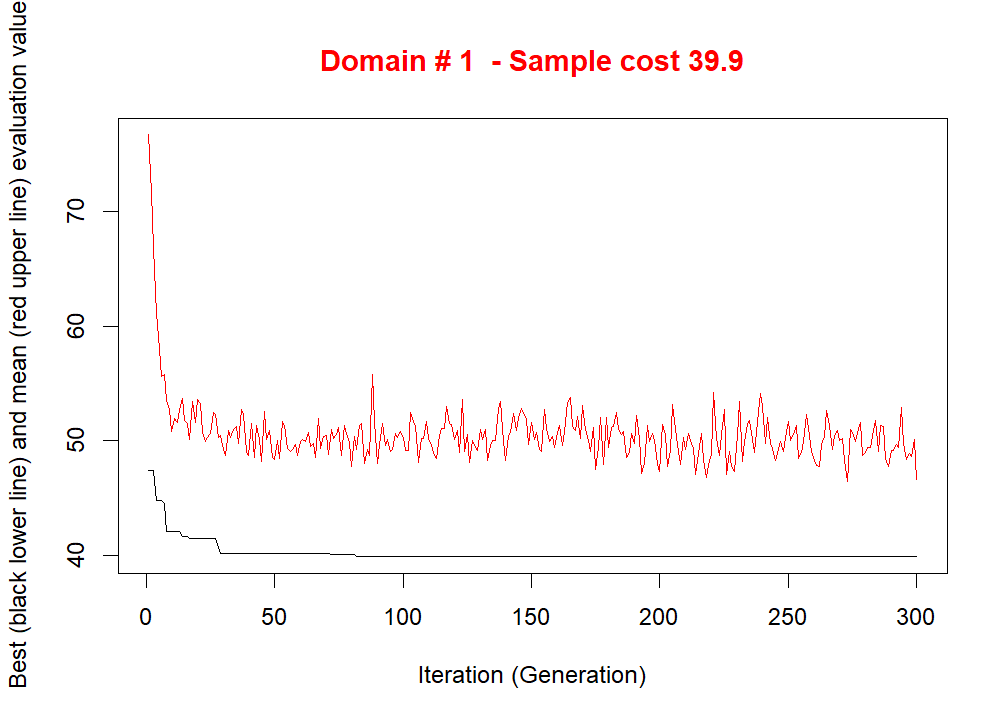 Domain # 1  - Sample cost 39.9
Best (black lower line) and mean (red upper line) evaluation value
70
60
50
40
0 50 100 150 200 250 300
Iteration (Generation)